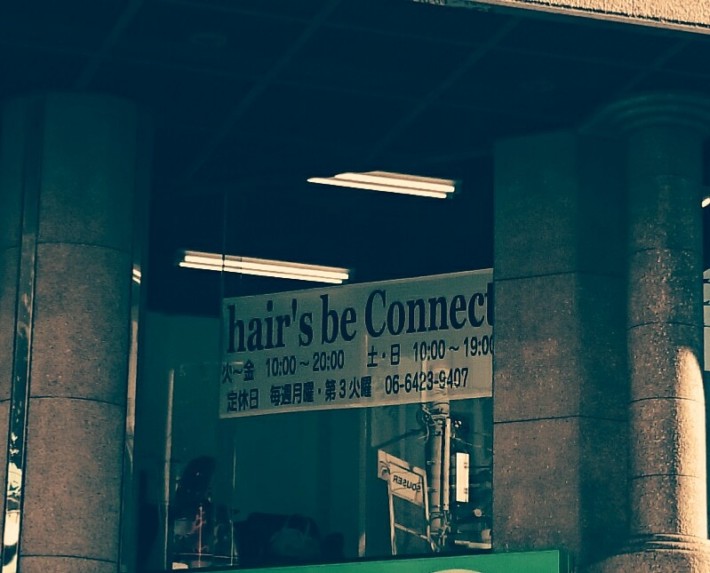 hair's be Connect
火～金 10:00～20:00 土・日 10:00～19:00
定休日 毎週月曜・第3火曜 06-6423-9407